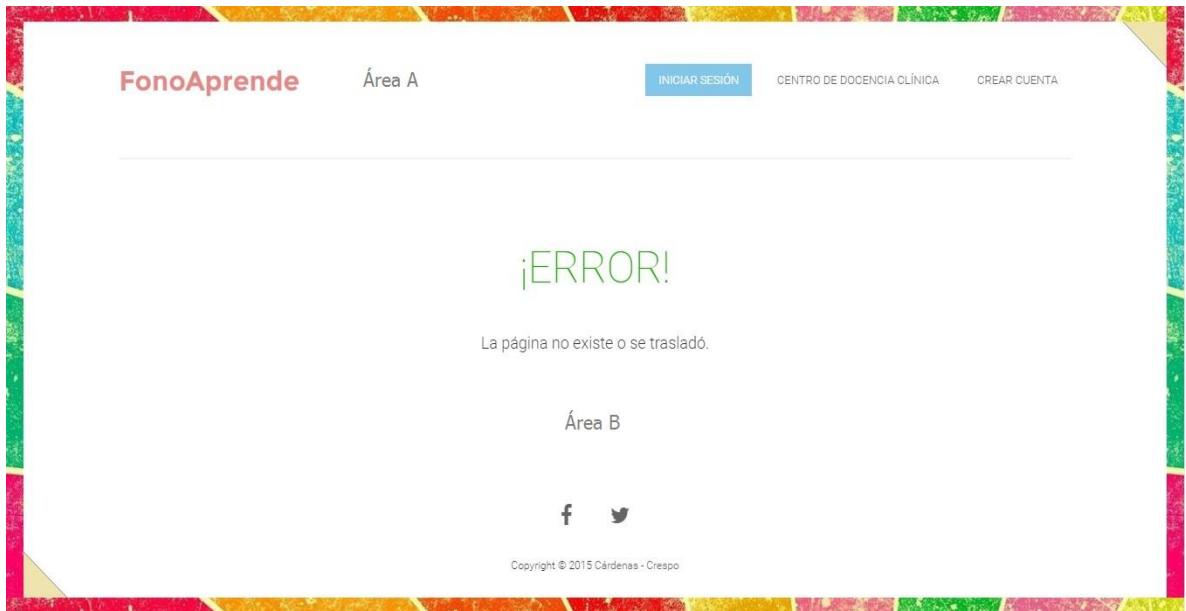 FonoAprende
Área A
INICIAR SESIÓN
CENTRO DE DOCENCIA CLÍNICA
CREAR CUENTA
¡ERROR!
La página no existe o se trasladó.
Área B
Copyright © 2015 Cárdenas - Crespo